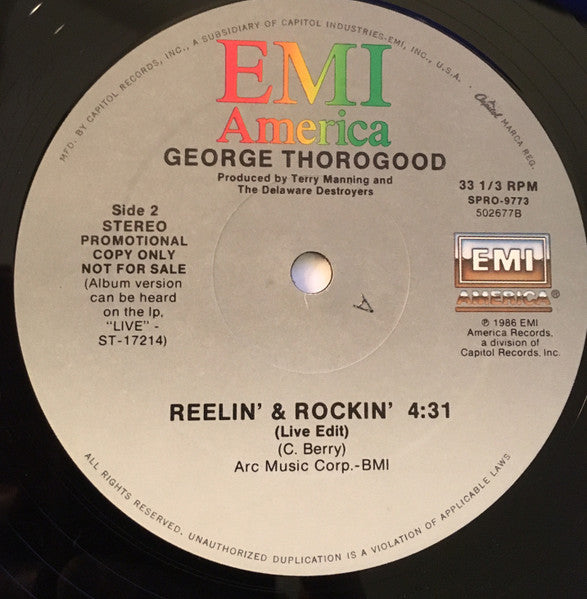 MFD. BY CAPITOL RECORDS, INC., A SUBSIDIARY OF CAPITOL INDUSTRIES-EMI, INC., U.S.A. · Capitol MARCA REG.
EMI
America
GEORGE THOROGOOD
Produced by Terry Manning and
The Delaware Destroyers
33 1/3 RPM
SPRO-9773
502677B
Side 2
STEREO
PROMOTIONAL
COPY ONLY
NOT FOR SALE
(Album version
can be heard
on the lp,
“LIVE” -
ST-17214)
EMI
AMERICA®
℗ 1986 EMI
America Records,
a division of
Capitol Records, Inc.
REELIN’ & ROCKIN’ 4:31
(Live Edit)
(C. Berry)
Arc Music Corp.-BMI
ALL RIGHTS RESERVED. UNAUTHORIZED DUPLICATION IS A VIOLATION OF APPLICABLE LAWS